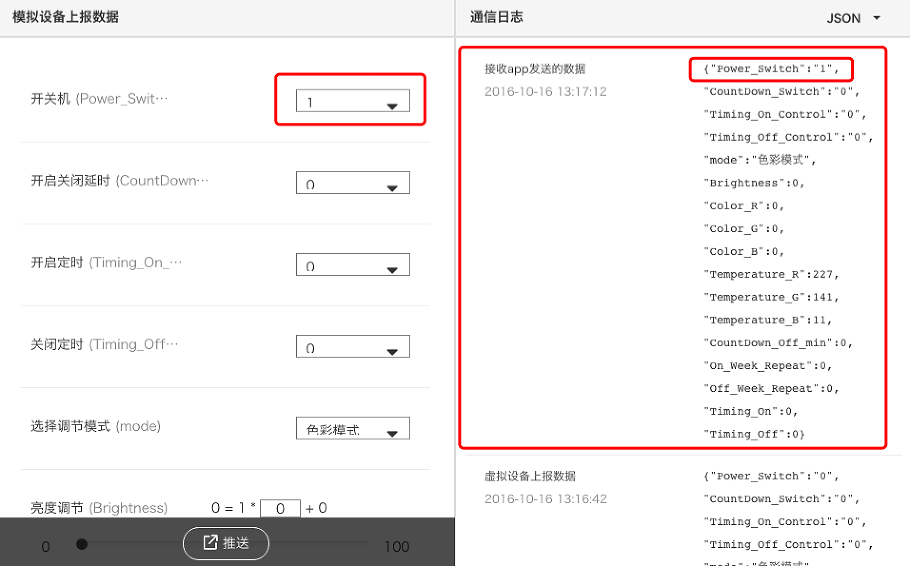 模拟设备上报数据
开关机 (Power_Swit…
1
开启关闭延时 (CountDown…
0
开启定时 (Timing_On_…
0
关闭定时 (Timing_Off…
0
选择调节模式 (mode)
色彩模式
亮度调节 (Brightness) 0 = 1 * 0 + 0
0 推送 100
通信日志 JSON
接收app发送的数据 {"Power_Switch":"1",
2016-10-16 13:17:12 "CountDown_Switch":"0",
"Timing_On_Control":"0",
"Timing_Off_Control":"0",
"mode":"色彩模式",
"Brightness":0,
"Color_R":0,
"Color_G":0,
"Color_B":0,
"Temperature_R":227,
"Temperature_G":141,
"Temperature_B":11,
"CountDown_Off_min":0,
"On_Week_Repeat":0,
"Off_Week_Repeat":0,
"Timing_On":0,
"Timing_Off":0}
虚拟设备上报数据 {"Power_Switch":"0",
2016-10-16 13:16:42 "CountDown_Switch":"0",
"Timing_On_Control":"0",
"Timing_Off_Control":"0",
"mode":"色彩模式",